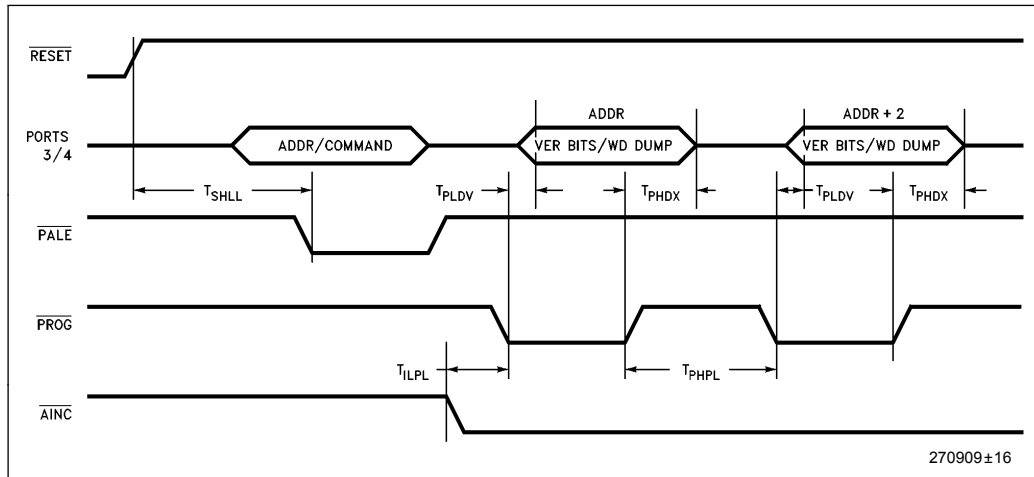 RESET
ADDR
ADDR + 2
PORTS
3/4
ADDR/COMMAND
VER BITS/WD DUMP
VER BITS/WD DUMP
TSHLL
TPLDV
TPHDX
TPLDV
TPHDX
PALE
PROG
TILPL
TPHPL
AINC
270909±16